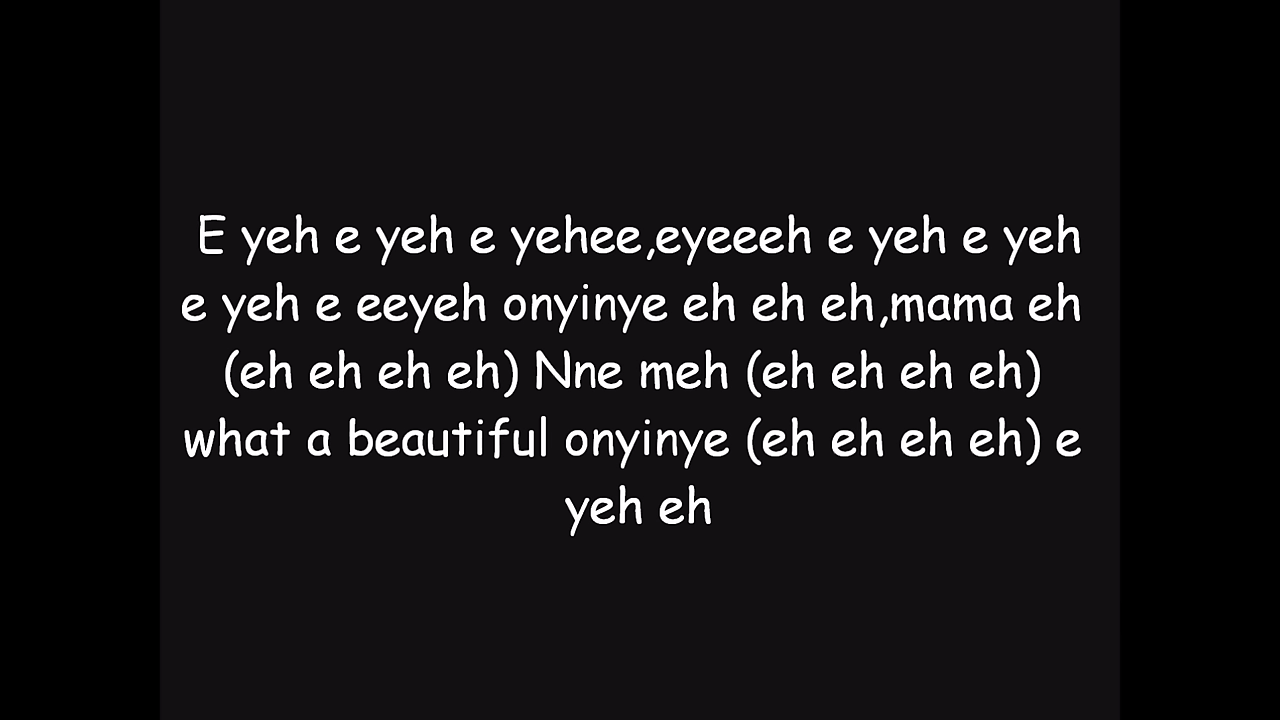 E yeh e yeh e yehee,eyeeeh e yeh e yeh
e yeh e eeyeh onyinye eh eh eh,mama eh
(eh eh eh eh) Nne meh (eh eh eh eh)
what a beautiful onyinye (eh eh eh eh) e
yeh eh